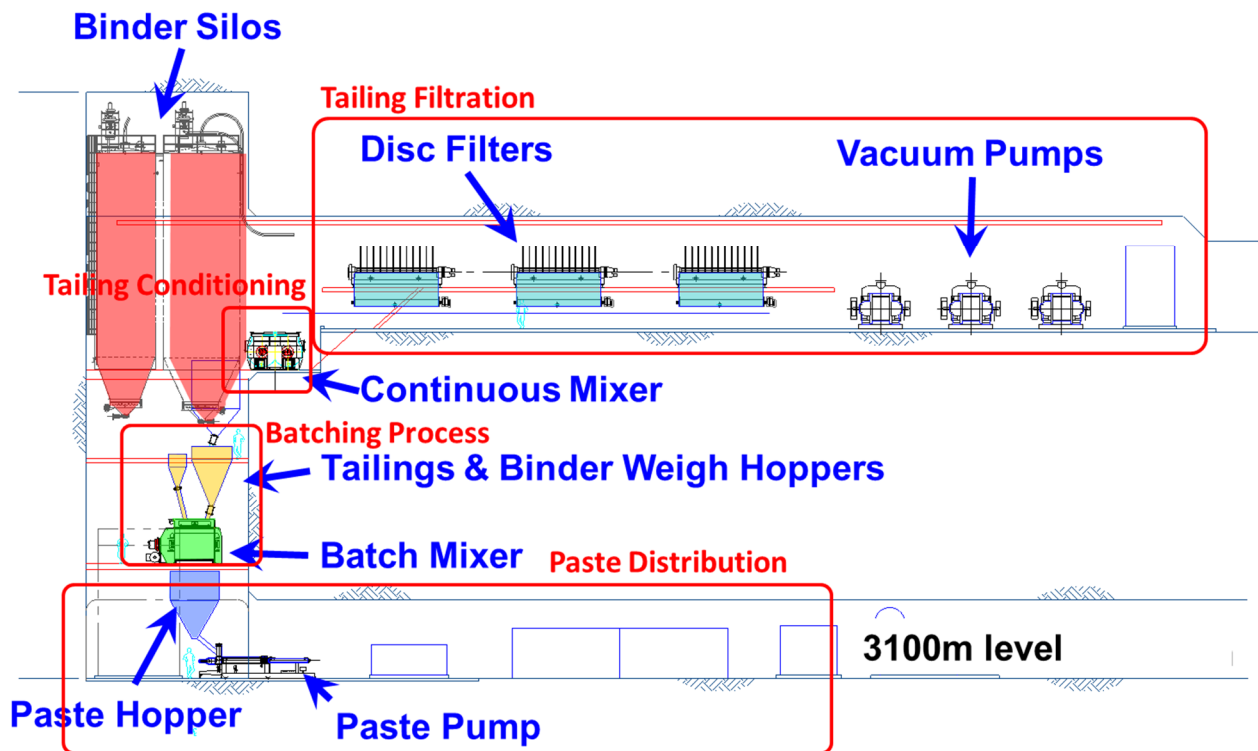 Binder Silos
Tailing Filtration
Disc Filters
Vacuum Pumps
Tailing Conditioning
Continuous Mixer
Batching Process
Tailings & Binder Weigh Hoppers
Batch Mixer
Paste Distribution
3100m level
Paste Hopper
Paste Pump